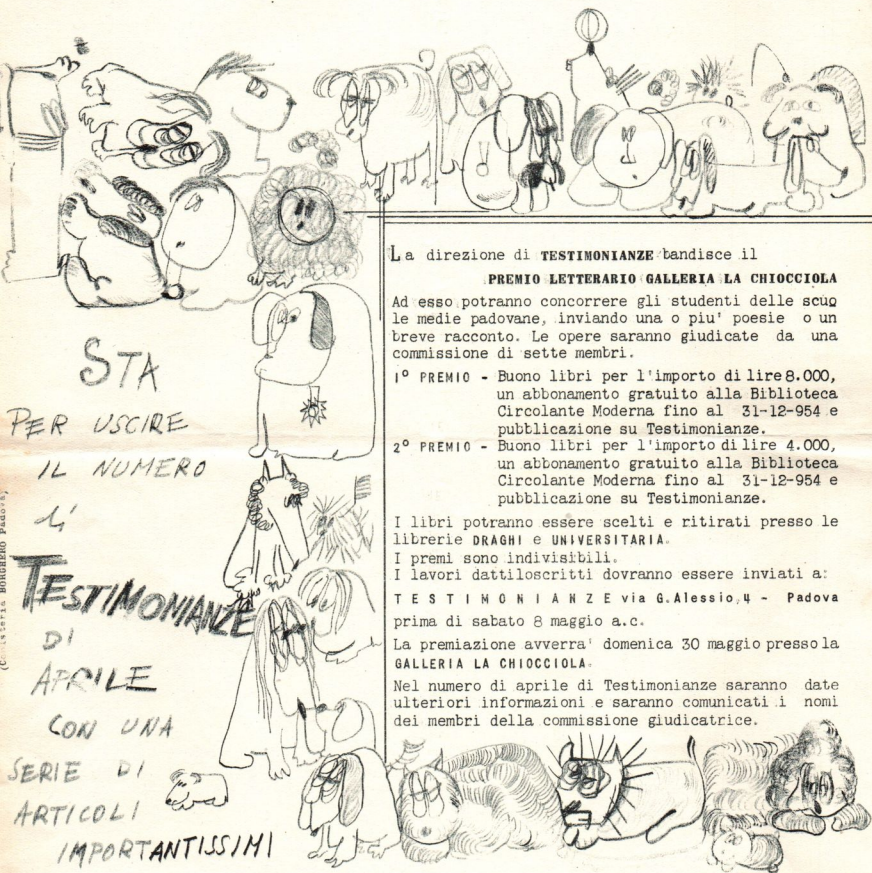 La direzione di TESTIMONIANZE bandisce il
PREMIO LETTERARIO GALLERIA LA CHIOCCIOLA
Ad esso potranno concorrere gli studenti delle scuo
le medie padovane, inviando una o piu' poesie o un
breve racconto. Le opere saranno giudicate da una
commissione di sette membri.
1° PREMIO - Buono libri per l'importo di lire 8.000,
un abbonamento gratuito alla Biblioteca
Circolante Moderna fino al 31-12-954 e
pubblicazione su Testimonianze.
2° PREMIO - Buono libri per l'importo di lire 4.000,
un abbonamento gratuito alla Biblioteca
Circolante Moderna fino al 31-12-954 e
pubblicazione su Testimonianze.
I libri potranno essere scelti e ritirati presso le
librerie DRAGHI e UNIVERSITARIA.
I premi sono indivisibili.
I lavori dattiloscritti dovranno essere inviati a:
TESTIMONIANZE via G.Alessio,4 - Padova
prima di sabato 8 maggio a.c.
La premiazione avverra' domenica 30 maggio presso la
GALLERIA LA CHIOCCIOLA.
Nel numero di aprile di Testimonianze saranno date
ulteriori informazioni e saranno comunicati i nomi
dei membri della commissione giudicatrice.
STA
PER USCIRE
IL NUMERO
di
TESTIMONIANZE
DI
APRILE
CON UNA
SERIE DI
ARTICOLI
IMPORTANTISSIMI
BORGHERO Padova)